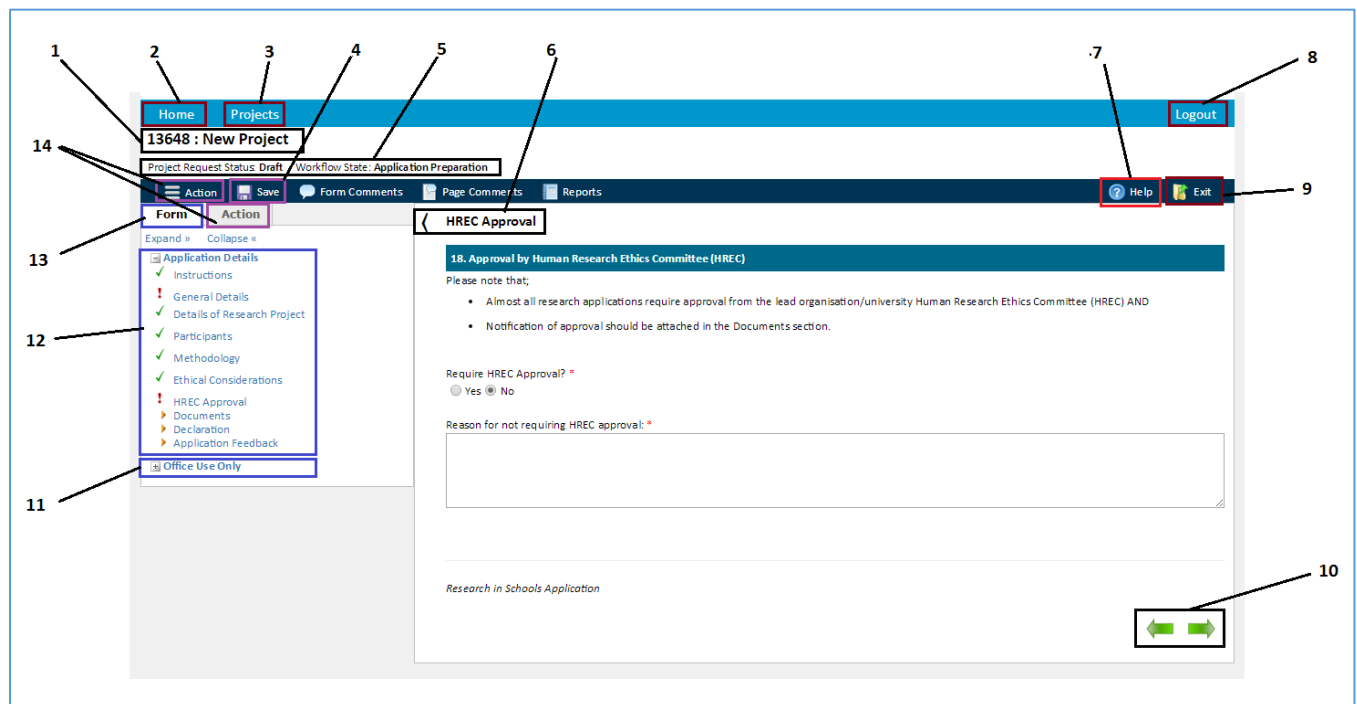 1 2 3 4 5 6 .7 8
Home Projects Logout
13648 : New Project
14
Project Request Status: Draft Workflow State: Application Preparation
Action Save Form Comments Page Comments Reports Help Exit
9
Form Action
HREC Approval
Expand » Collapse «
13
Application Details
Instructions
! General Details
Details of Research Project
Participants
Methodology
Ethical Considerations
! HREC Approval
Documents
Declaration
Application Feedback
12
Office Use Only
11
18. Approval by Human Research Ethics Committee (HREC)
Please note that;
• Almost all research applications require approval from the lead organisation/university Human Research Ethics Committee (HREC) AND
• Notification of approval should be attached in the Documents section.
Require HREC Approval? *
Yes No
Reason for not requiring HREC approval: *
Research in Schools Application
10